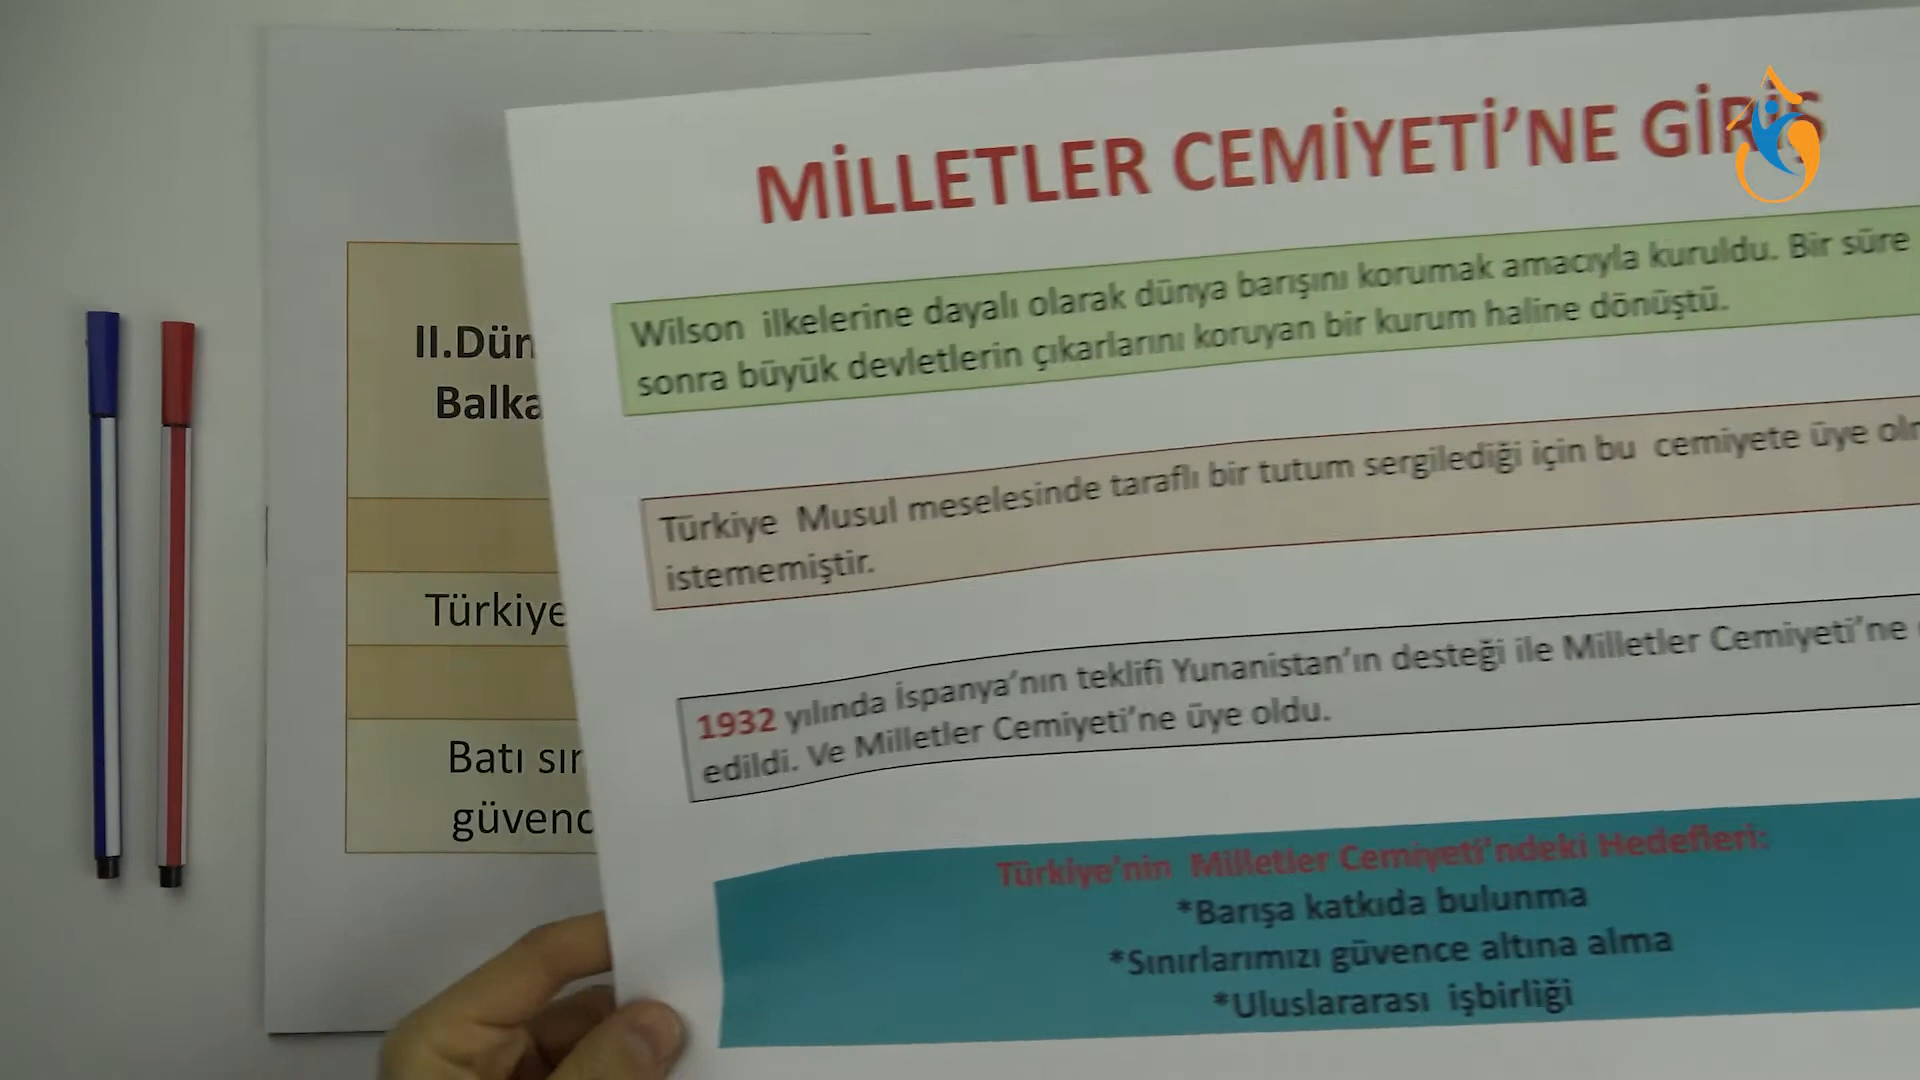 MİLLETLER CEMİYETİ'NE GİRİŞ
Wilson ilkelerine dayalı olarak dünya barışını korumak amacıyla kuruldu. Bir süre
sonra büyük devletlerin çıkarlarını koruyan bir kurum haline dönüştü.
Türkiye Musul meselesinde taraflı bir tutum sergilediği için bu cemiyete üye
istememiştir.
1932 yılında İspanya'nın teklifi Yunanistan'ın desteği ile Milletler Cemiyeti'ne
edildi. Ve Milletler Cemiyeti'ne üye oldu.
Türkiye'nin Milletler Cemiyeti'ndeki Hedefleri:
*Barışa katkıda bulunma
*Sınırlarımızı güvence altına alma
*Uluslararası işbirliği
II.Dün
Balka
Türkiye
Batı sır
güvenc